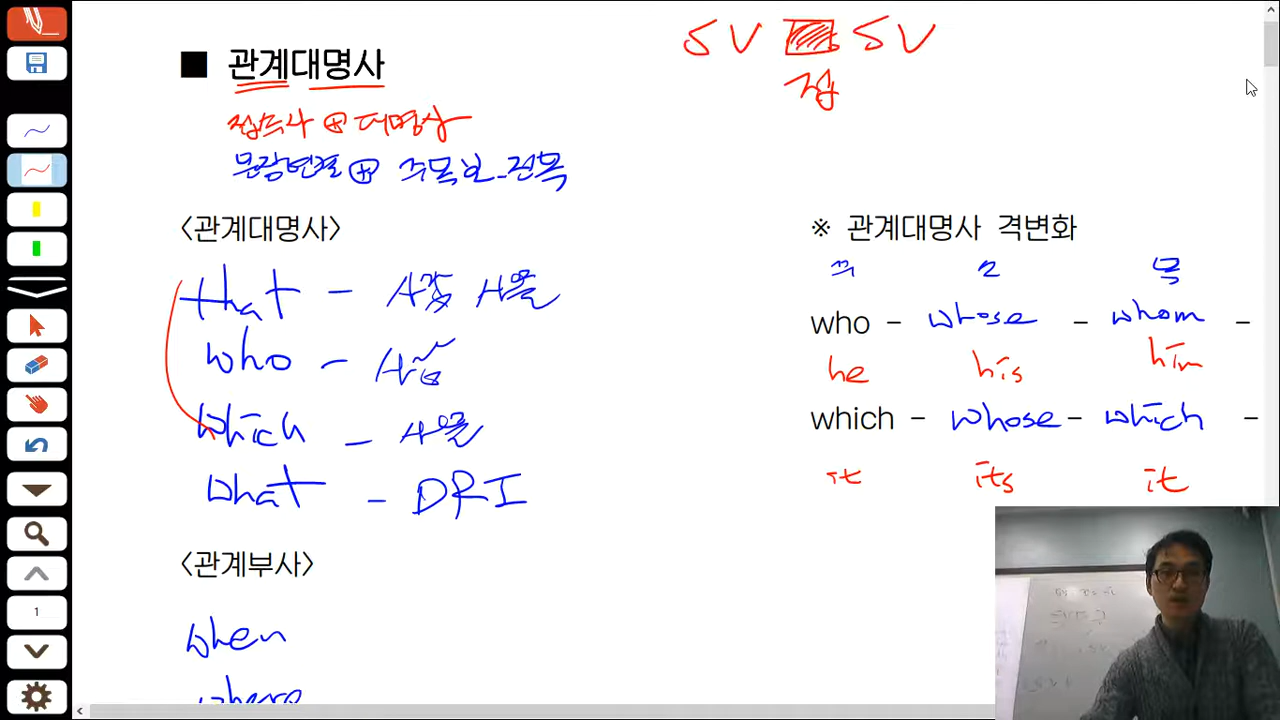 SV SV
접
■ 관계대명사
접속사 ⊕ 대명사
문장연결 ⊕ 주목보-전목
<관계대명사>
that - 사람 사물
who - 사람
which - 사물
what - DRI
<관계부사>
when
where
※ 관계대명사 격변화
주 소 목
who - whose - whom -
he his him
which - whose - which -
it its it
1